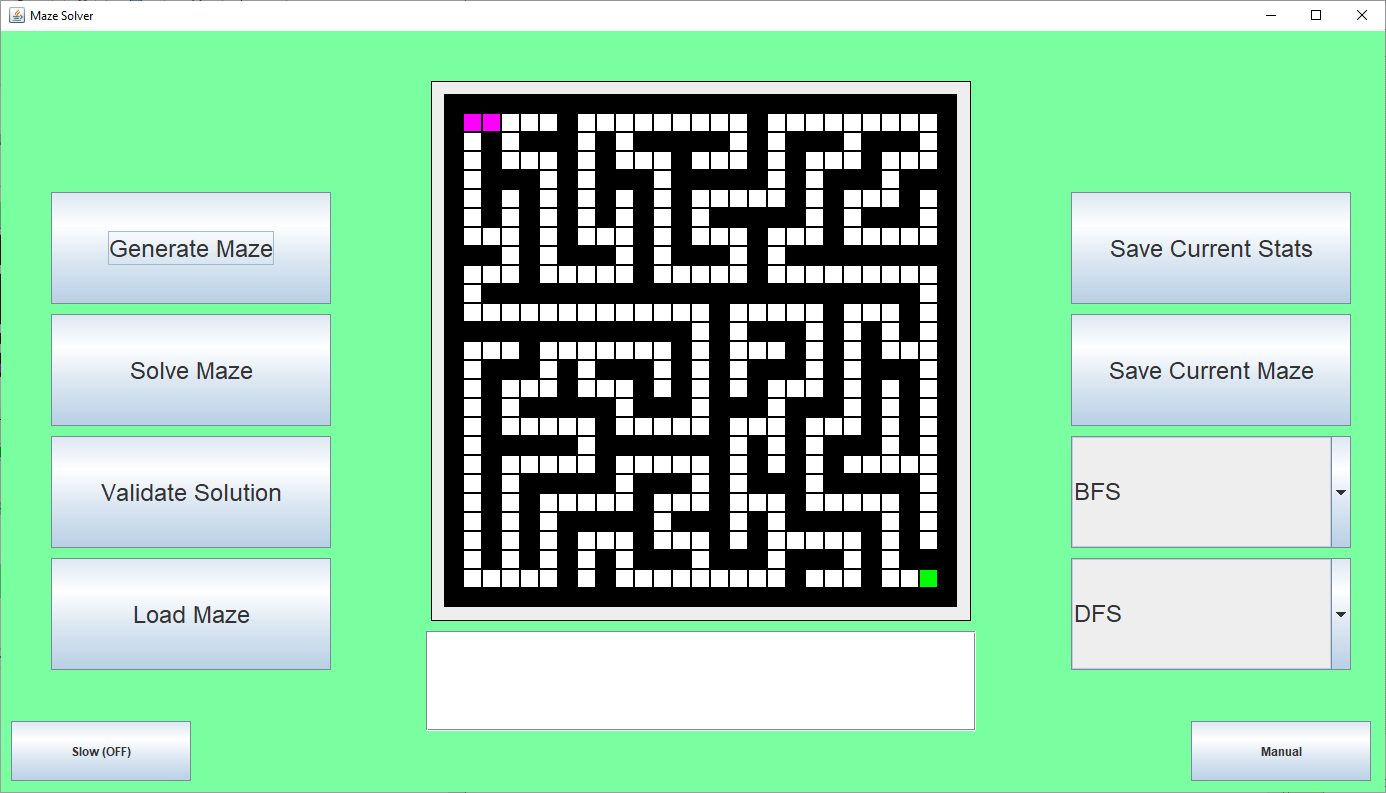 Maze Solver
Generate Maze
Solve Maze
Validate Solution
Load Maze
Slow (OFF)
Save Current Stats
Save Current Maze
BFS
DFS
Manual